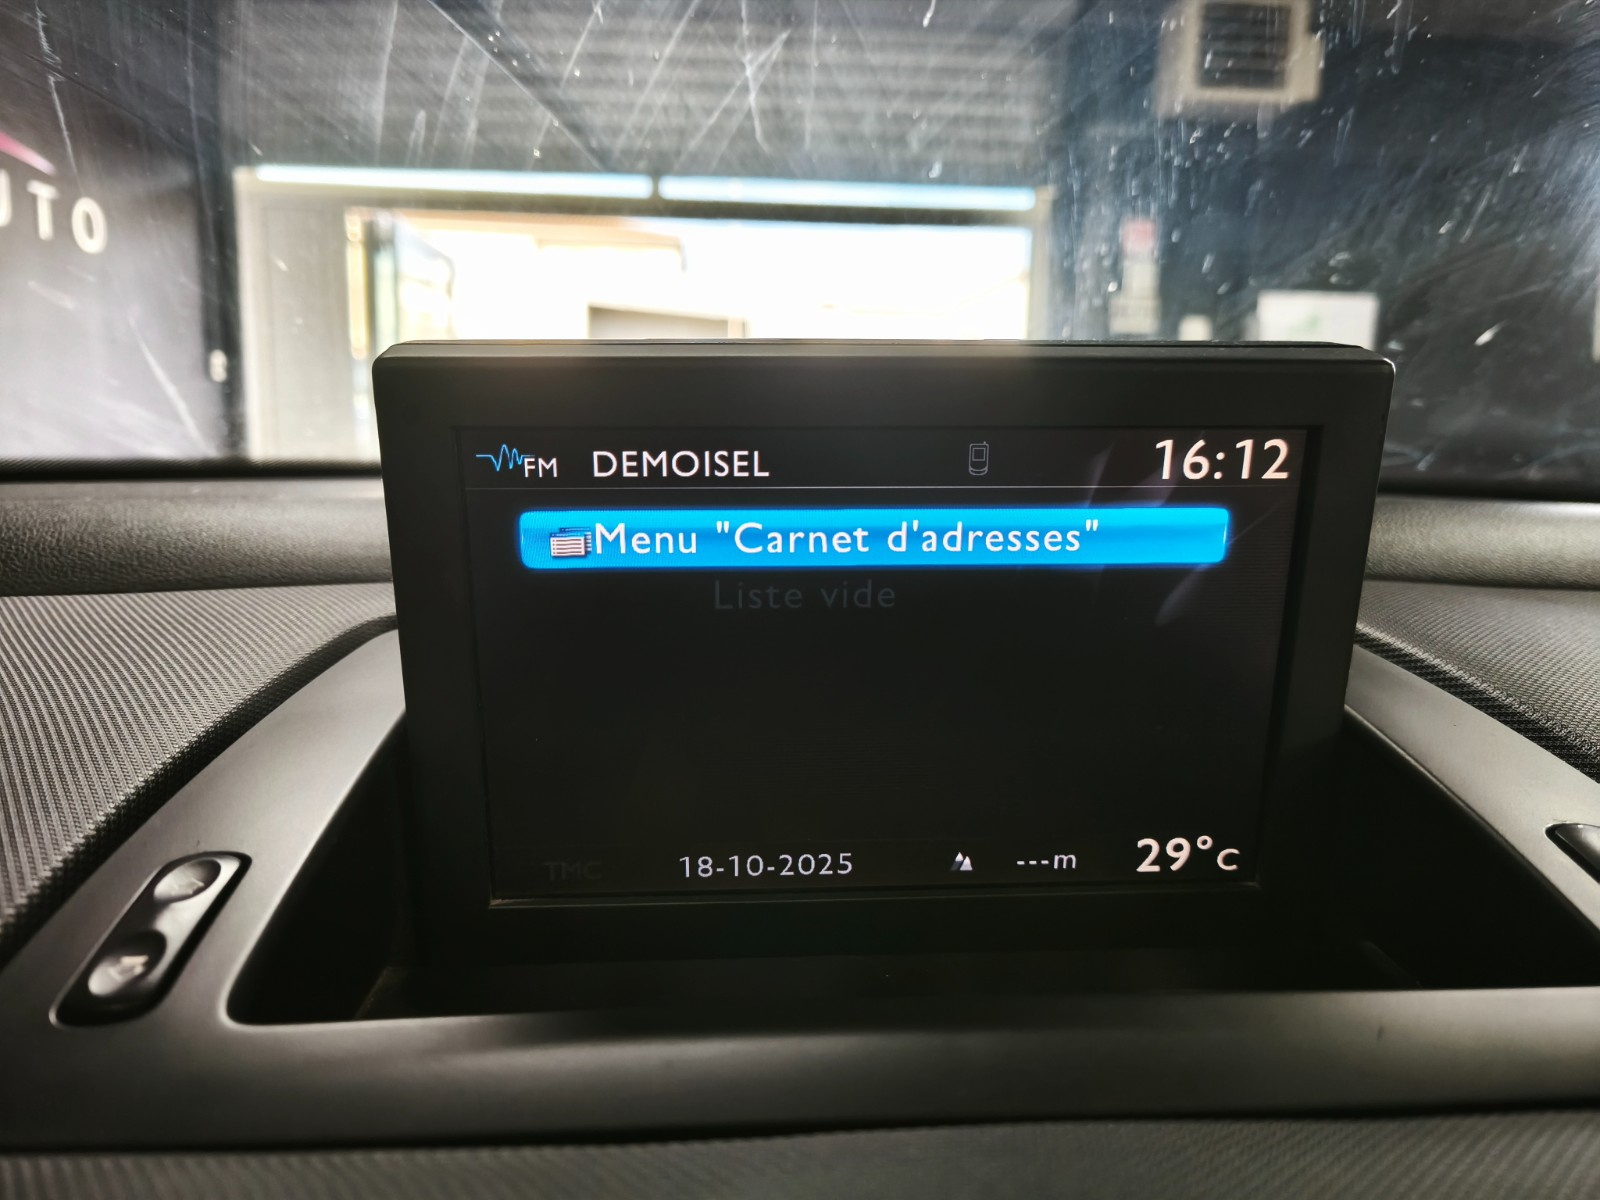 UTO
FM DEMOISEL 16:12
Menu "Carnet d'adresses"
Liste vide
TMC 18-10-2025 ---m 29°C